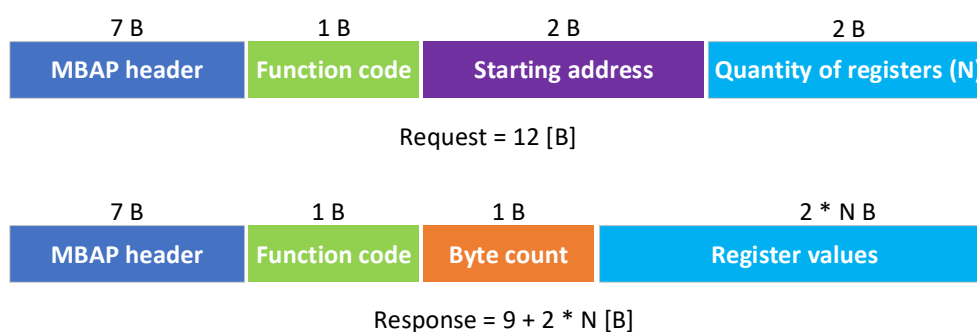 7 B 1 B 2 B 2 B
MBAP header Function code Starting address Quantity of registers (N)
Request = 12 [B]
7 B 1 B 1 B 2 * N B
MBAP header Function code Byte count Register values
Response = 9 + 2 * N [B]